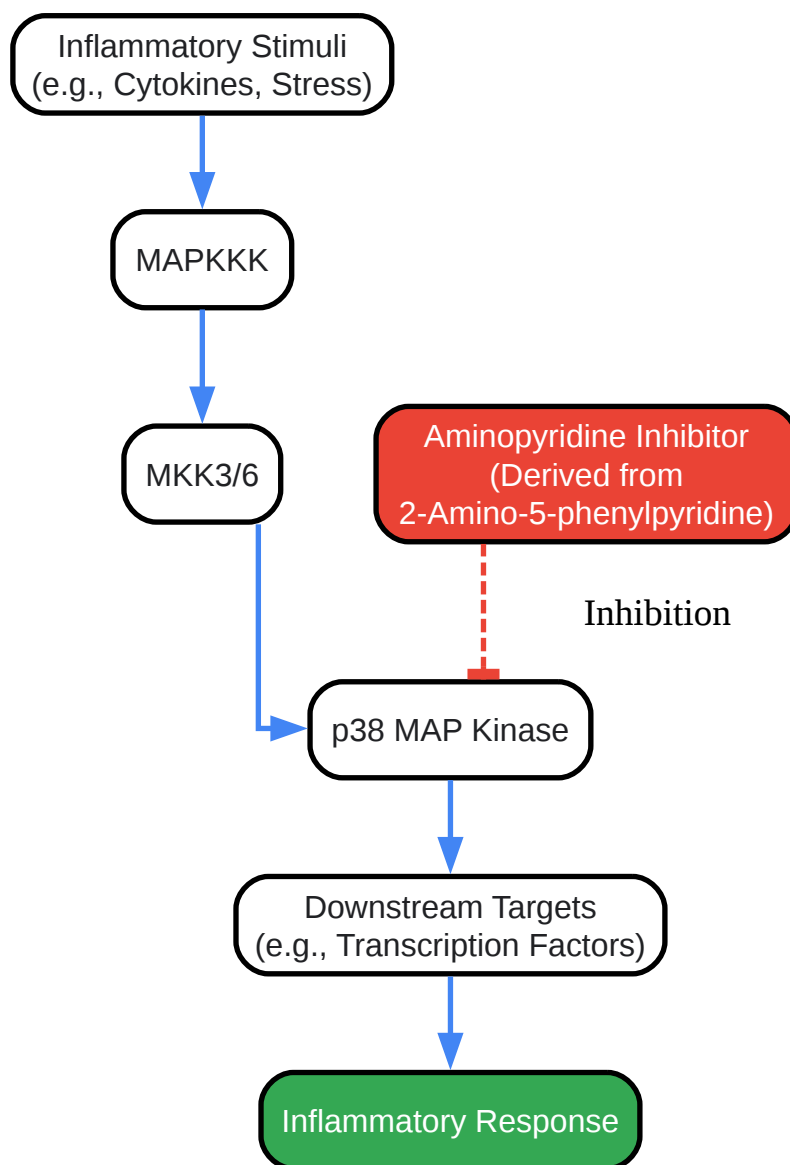 Inflammatory Stimuli
(e.g., Cytokines, Stress)
MAPKKK
MKK3/6
Aminopyridine Inhibitor
(Derived from
2-Amino-5-phenylpyridine)
Inhibition
p38 MAP Kinase
Downstream Targets
(e.g., Transcription Factors)
Inflammatory Response